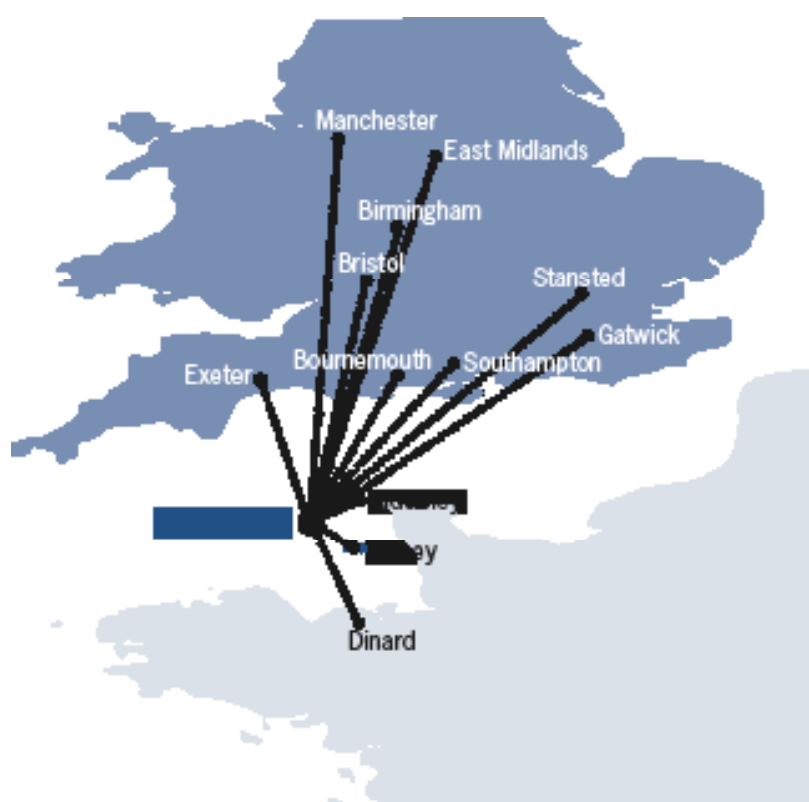 Manchester
East Midlands
Birmingham
Bristol
Stansted
Gatwick
Bournemouth
Southampton
Exeter
Dinard